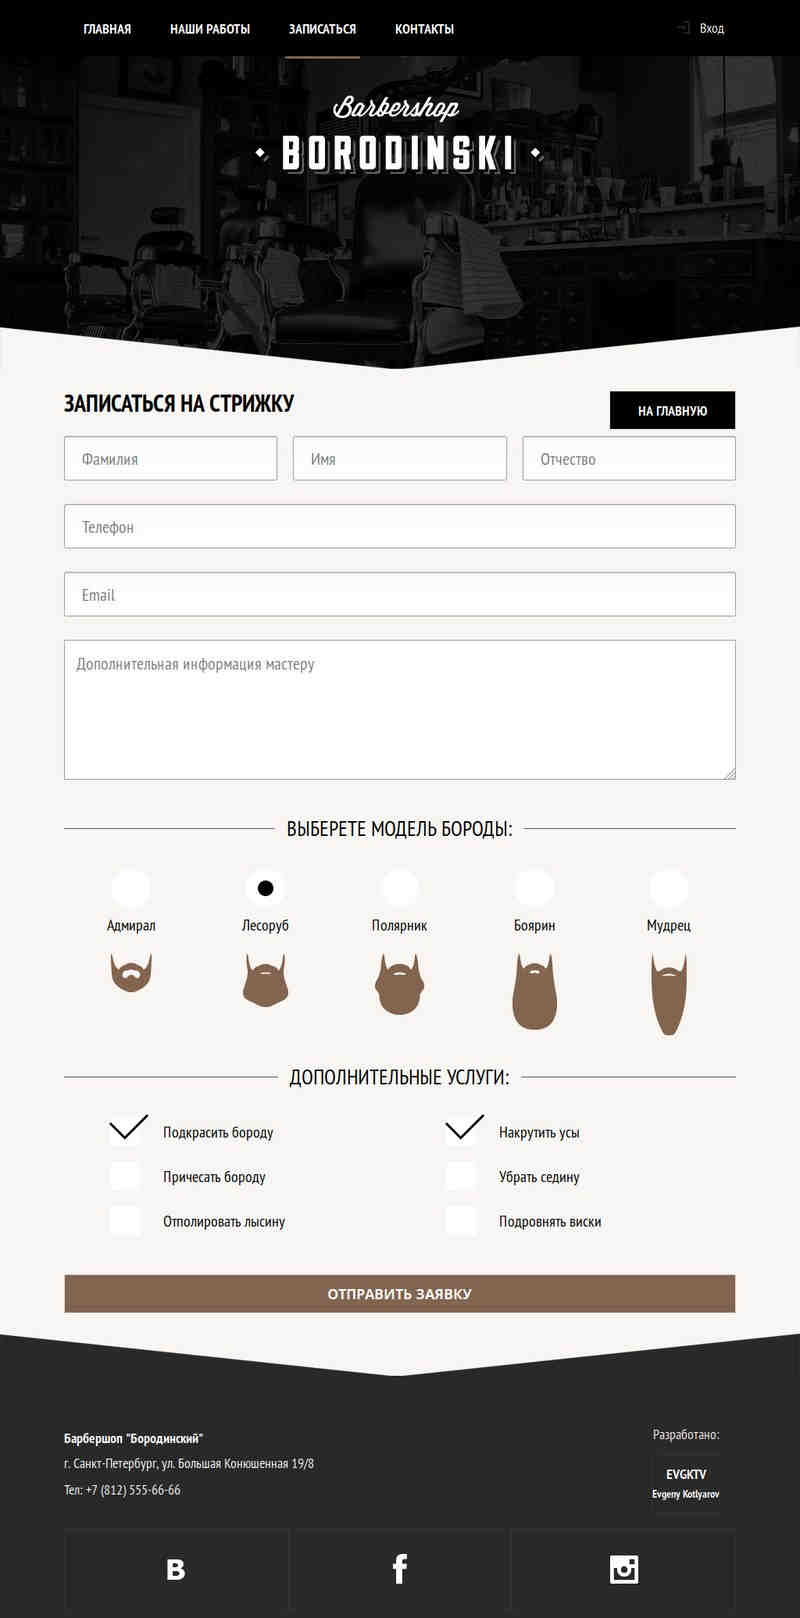 ГЛАВНАЯ НАШИ РАБОТЫ ЗАПИСАТЬСЯ КОНТАКТЫ Вход
Barbershop
BORODINSKI
ЗАПИСАТЬСЯ НА СТРИЖКУ
НА ГЛАВНУЮ
Фамилия Имя Отчество
Телефон
Email
Дополнительная информация мастеру
ВЫБЕРЕТЕ МОДЕЛЬ БОРОДЫ:
Адмирал Лесоруб Полярник Боярин Мудрец
ДОПОЛНИТЕЛЬНЫЕ УСЛУГИ:
Подкрасить бороду Накрутить усы
Причесать бороду Убрать седину
Отполировать лысину Подровнять виски
ОТПРАВИТЬ ЗАЯВКУ
Барбершоп "Бородинский"
г. Санкт-Петербург, ул. Большая Конюшенная 19/8
Тел: +7 (812) 555-66-66
Разработано:
EVGKTV
Evgeny Kotlyarov
B f